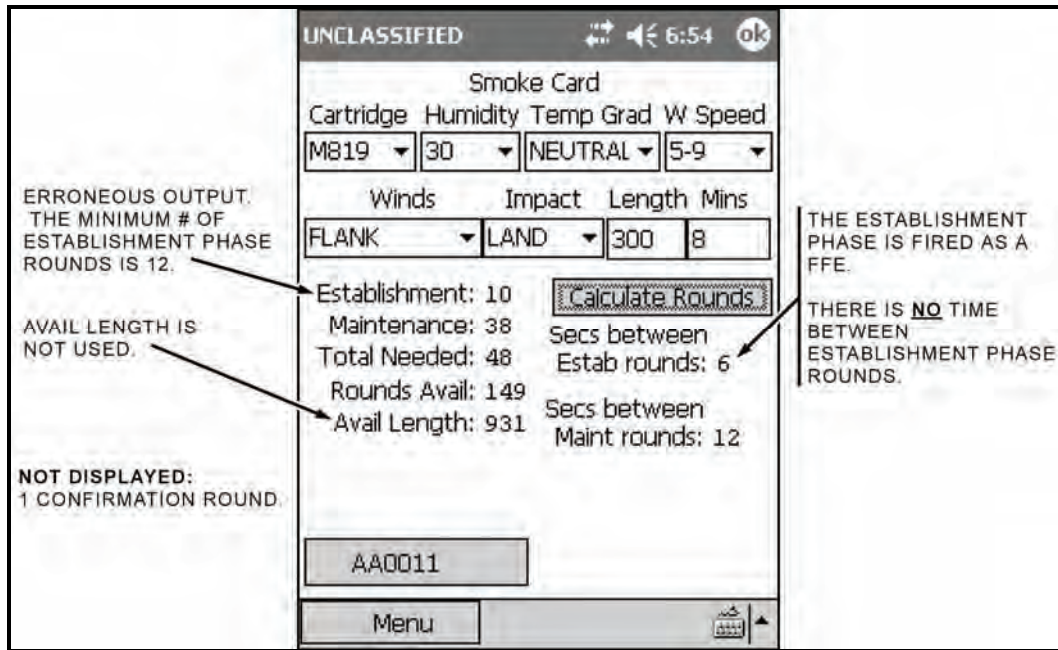 UNCLASSIFIED 6:54 ok
Smoke Card
Cartridge Humidity Temp Grad W Speed
M819 30 NEUTRAL 5-9
Winds Impact Length Mins
FLANK LAND 300 8
Establishment: 10
Maintenance: 38
Total Needed: 48
Rounds Avail: 149
Avail Length: 931
Calculate Rounds
Secs between
Estab rounds: 6
Secs between
Maint rounds: 12
AA0011
Menu
ERRONEOUS OUTPUT.
THE MINIMUM # OF
ESTABLISHMENT PHASE
ROUNDS IS 12.
AVAIL LENGTH IS
NOT USED.
NOT DISPLAYED:
1 CONFIRMATION ROUND.
THE ESTABLISHMENT
PHASE IS FIRED AS A
FFE.
THERE IS NO TIME
BETWEEN
ESTABLISHMENT PHASE
ROUNDS.